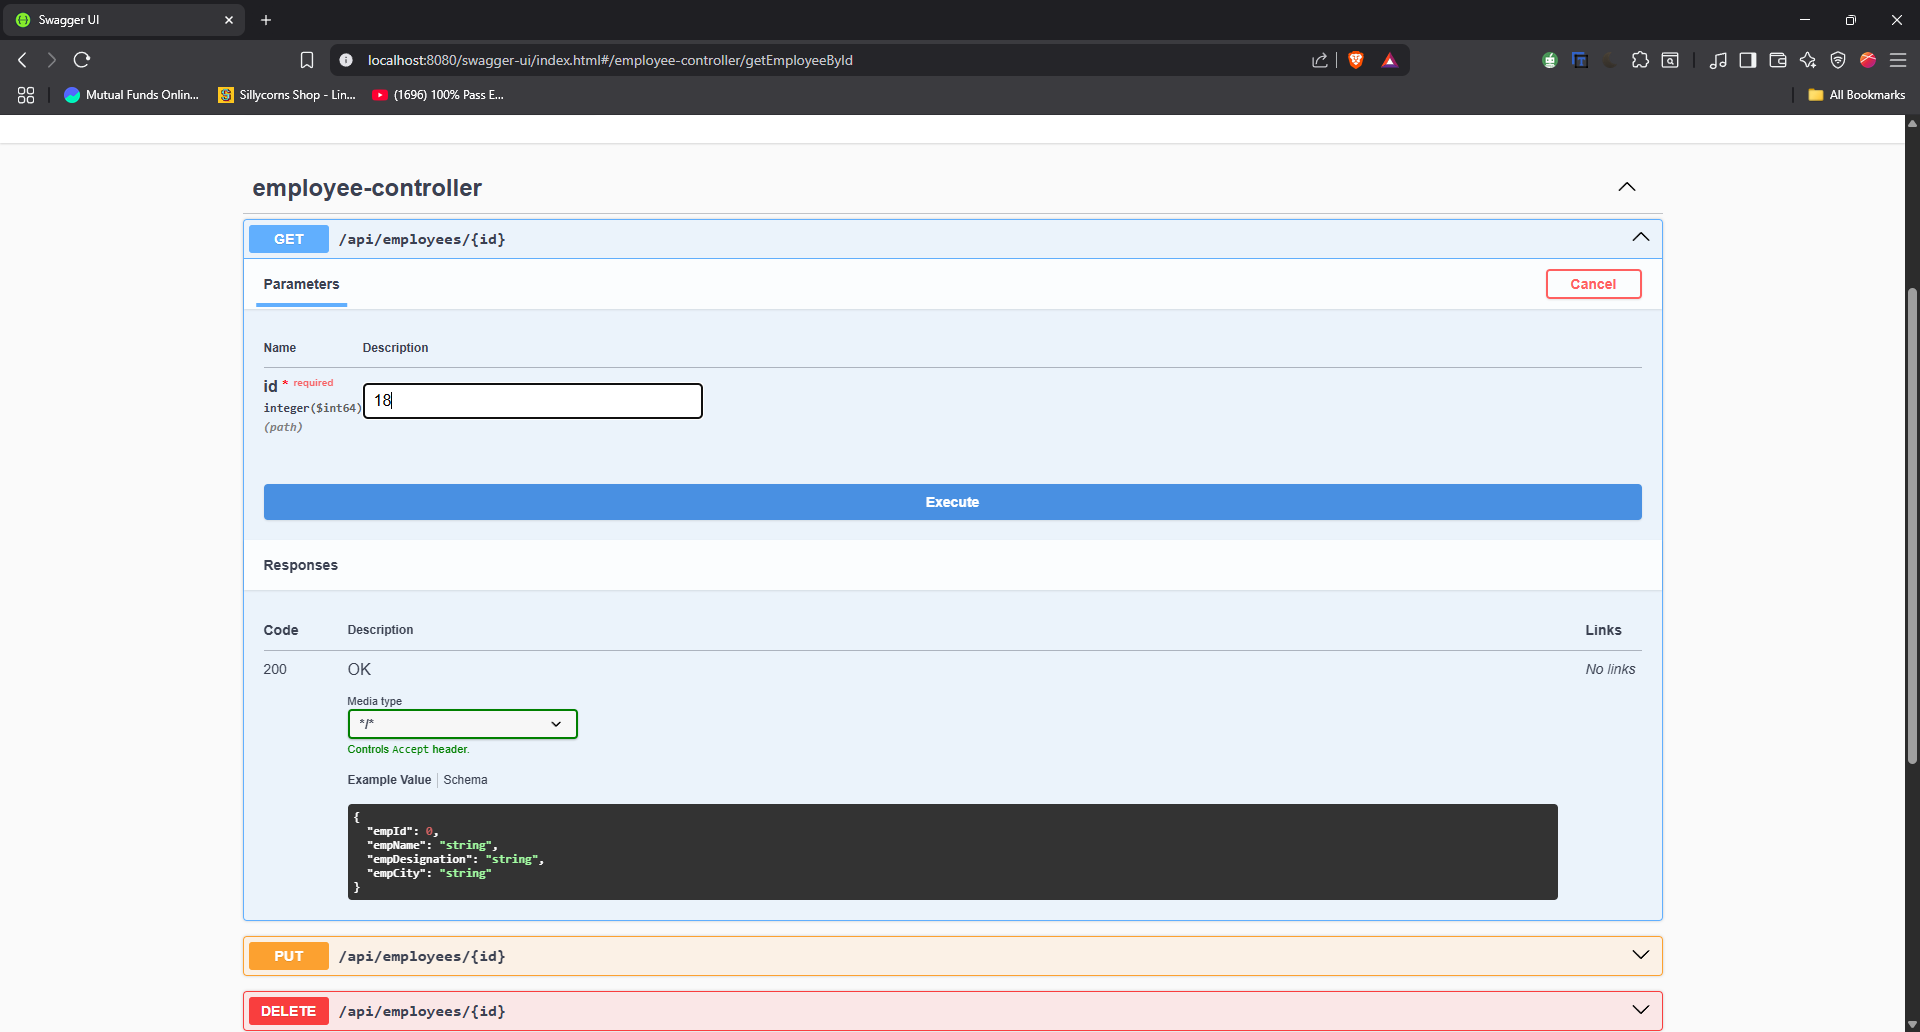 Swagger UI
localhost:8080/swagger-ui/index.html#/employee-controller/getEmployeeById
Mutual Funds Onlin...
Sillycorns Shop - Lin...
(1696) 100% Pass E...
All Bookmarks
employee-controller
GET /api/employees/{id}
Parameters
Cancel
Name Description
id * required
integer($int64)
(path)
18
Execute
Responses
Code Description Links
200 OK No links
Media type
*/*
Controls Accept header.
Example Value Schema
{
"empId": 0,
"empName": "string",
"empDesignation": "string",
"empCity": "string"
}
PUT /api/employees/{id}
DELETE /api/employees/{id}